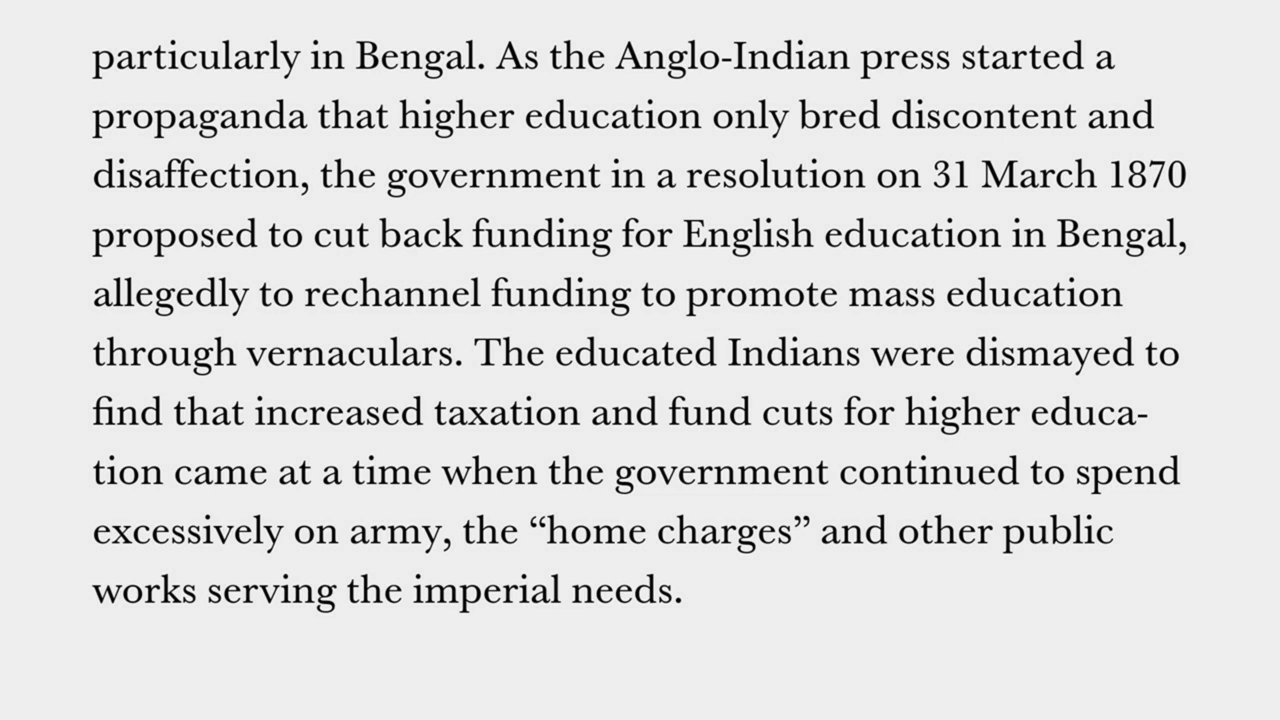 particularly in Bengal. As the Anglo-Indian press started a
propaganda that higher education only bred discontent and
disaffection, the government in a resolution on 31 March 1870
proposed to cut back funding for English education in Bengal,
allegedly to rechannel funding to promote mass education
through vernaculars. The educated Indians were dismayed to
find that increased taxation and fund cuts for higher educa-
tion came at a time when the government continued to spend
excessively on army, the “home charges” and other public
works serving the imperial needs.